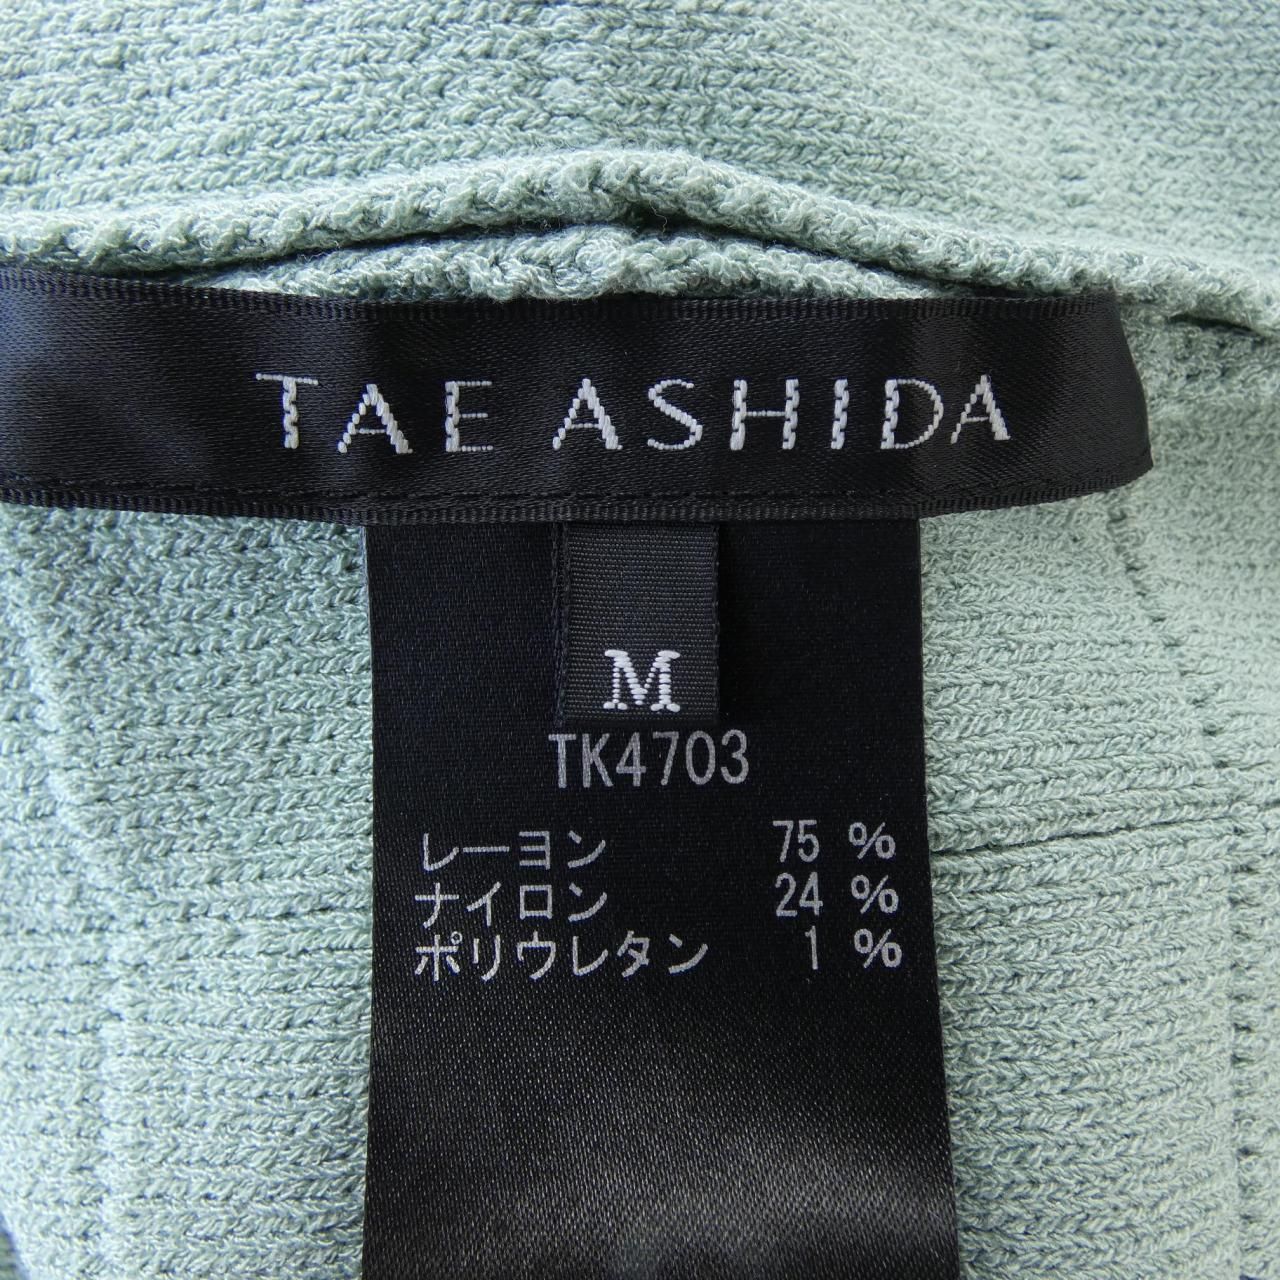 TAE ASHIDA
M
TK4703
レーヨン 75 %
ナイロン 24 %
ポリウレタン 1 %